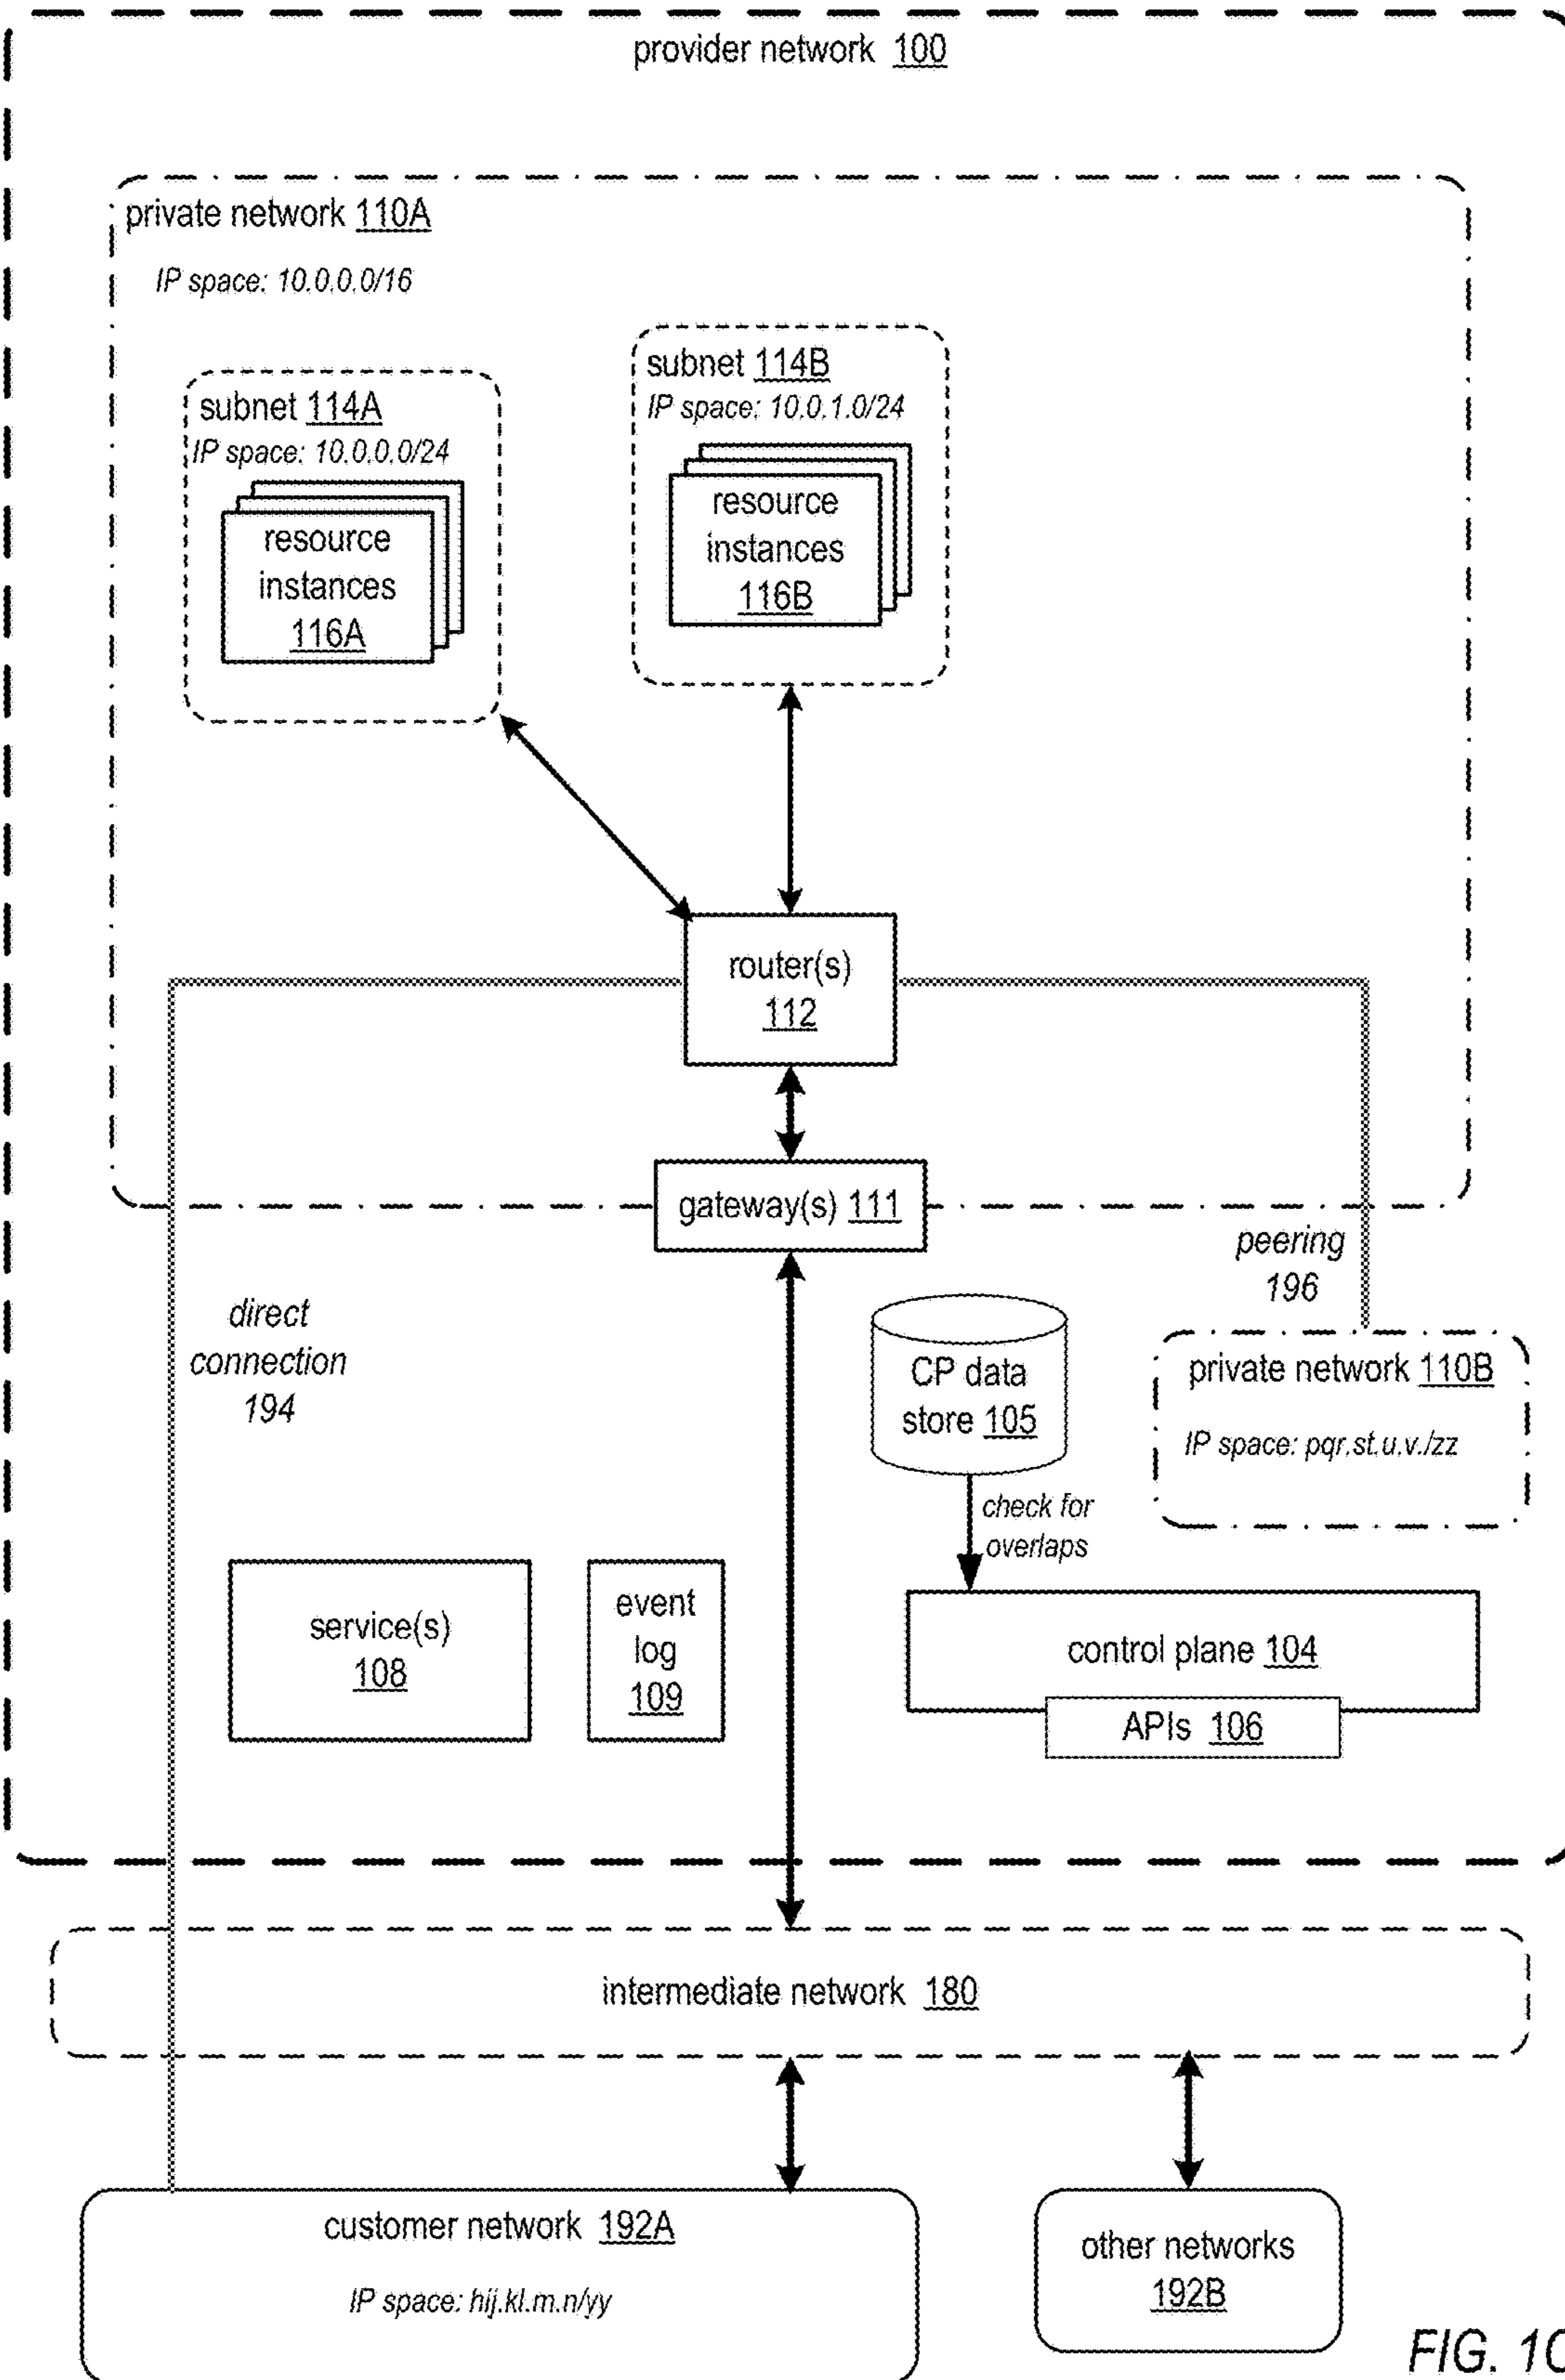 provider network 100
private network 110A
IP space: 10.0.0.0/16
subnet 114A
IP space: 10.0.0.0/24
resource
instances
116A
subnet 114B
IP space: 10.0.1.0/24
resource
instances
116B
router(s)
112
gateway(s) 111
direct
connection
194
peering
196
CP data
store 105
check for
overlaps
private network 110B
IP space: pqr.st.u.v./zz
service(s)
108
event
log
109
control plane 104
APIs 106
intermediate network 180
customer network 192A
IP space: hij.kl.m.n/yy
other networks
192B
FIG.